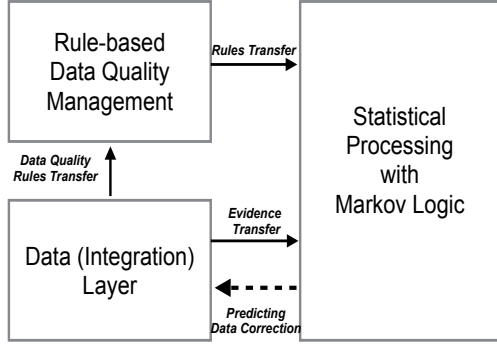 Rule-based
Data Quality
Management
Rules Transfer
Statistical
Processing
with
Markov Logic
Data Quality
Rules Transfer
Data (Integration)
Layer
Evidence
Transfer
Predicting
Data Correction